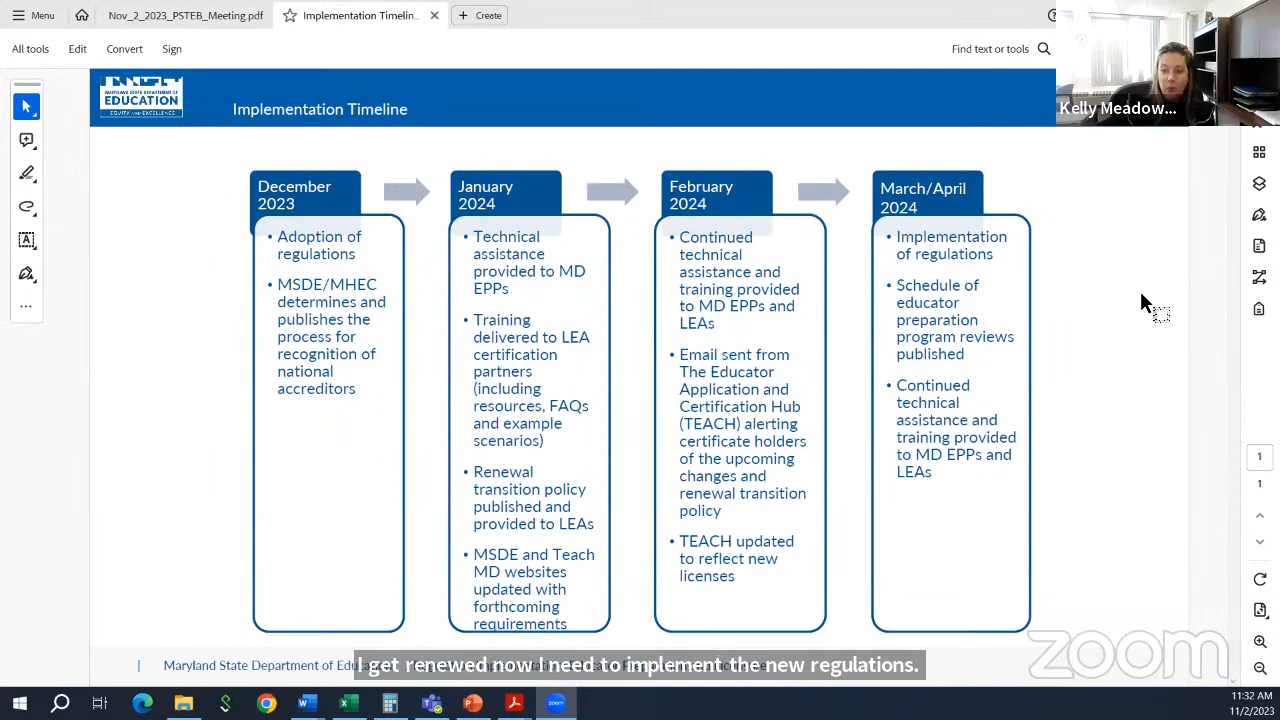 Menu
Nov_2_2023_PSTEB_Meeting.pdf
Implementation Timelin...
Create
All tools
Edit
Convert
Sign
Find text or tools
Kelly Meadow...
MARYLAND STATE DEPARTMENT OF
EDUCATION
EQUITY AND EXCELLENCE
Implementation Timeline
December
2023
• Adoption of
regulations
• MSDE/MHEC
determines and
publishes the
process for
recognition of
national
accreditors
January
2024
• Technical
assistance
provided to MD
EPPs
• Training
delivered to LEA
certification
partners
(including
resources, FAQs
and example
scenarios)
• Renewal
transition policy
published and
provided to LEAs
• MSDE and Teach
MD websites
updated with
forthcoming
requirements
February
2024
• Continued
technical
assistance and
training provided
to MD EPPs and
LEAs
• Email sent from
The Educator
Application and
Certification Hub
(TEACH) alerting
certificate holders
of the upcoming
changes and
renewal transition
policy
• TEACH updated
to reflect new
licenses
March/April
2024
• Implementation
of regulations
• Schedule of
educator
preparation
program reviews
published
• Continued
technical
assistance and
training provided
to MD EPPs and
LEAs
1
1
| Maryland State Department of
I get renewed now I need to implement the new regulations.
zoom
11:32 AM
11/2/2023